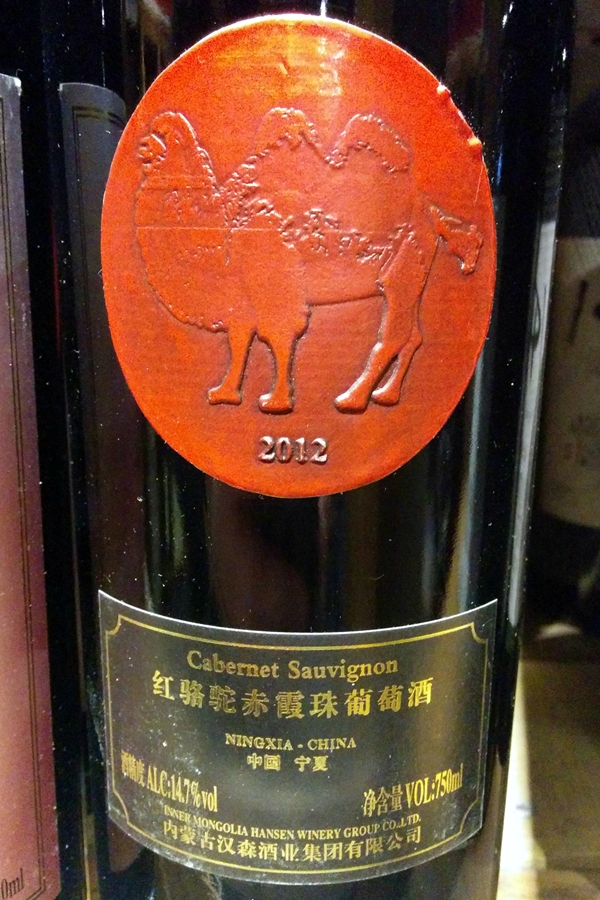 2012
Cabernet Sauvignon
红骆驼赤霞珠葡萄酒
NINGXIA - CHINA
中国 宁夏
酒精度 ALC:14.7%vol 净含量 VOL:750ml
INNER MONGOLIA HANSEN WINERY GROUP CO.,LTD.
内蒙古汉森酒业集团有限公司
0ml